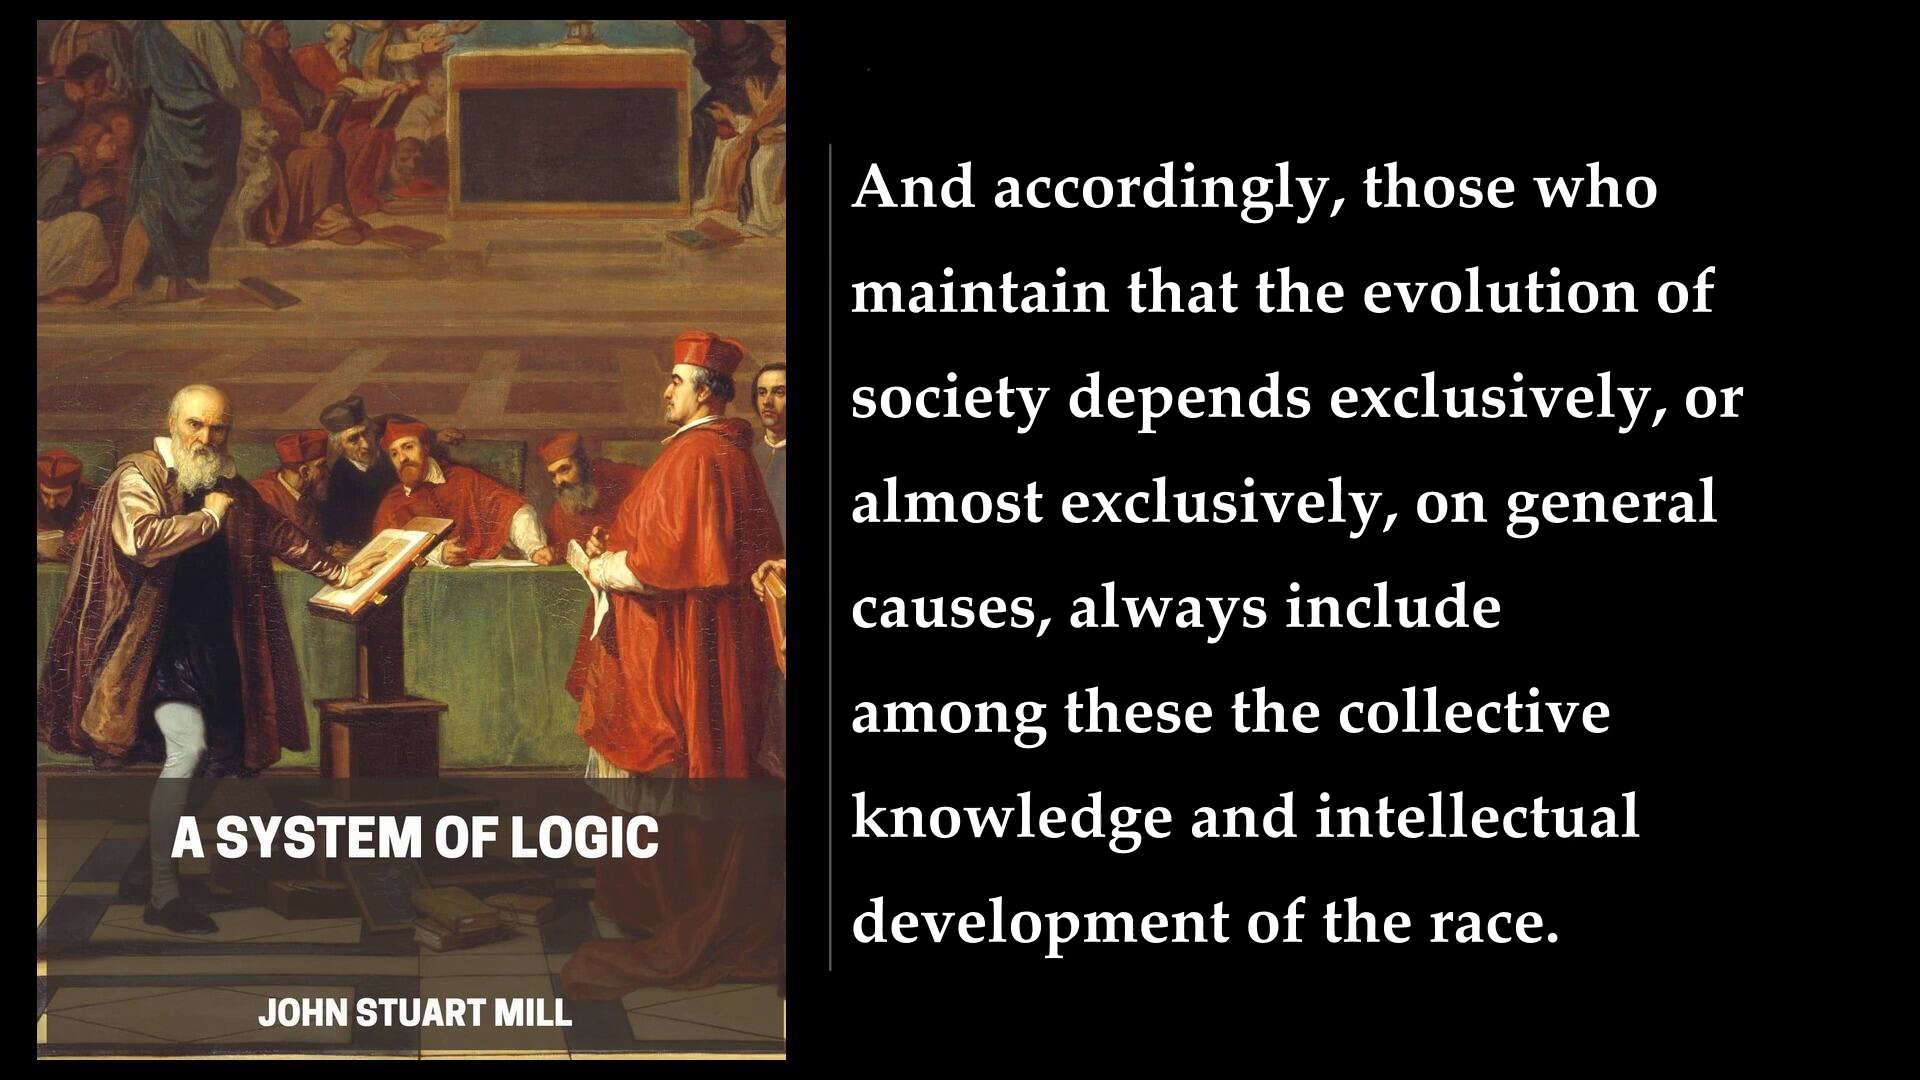 A SYSTEM OF LOGIC
JOHN STUART MILL
And accordingly, those who
maintain that the evolution of
society depends exclusively, or
almost exclusively, on general
causes, always include
among these the collective
knowledge and intellectual
development of the race.